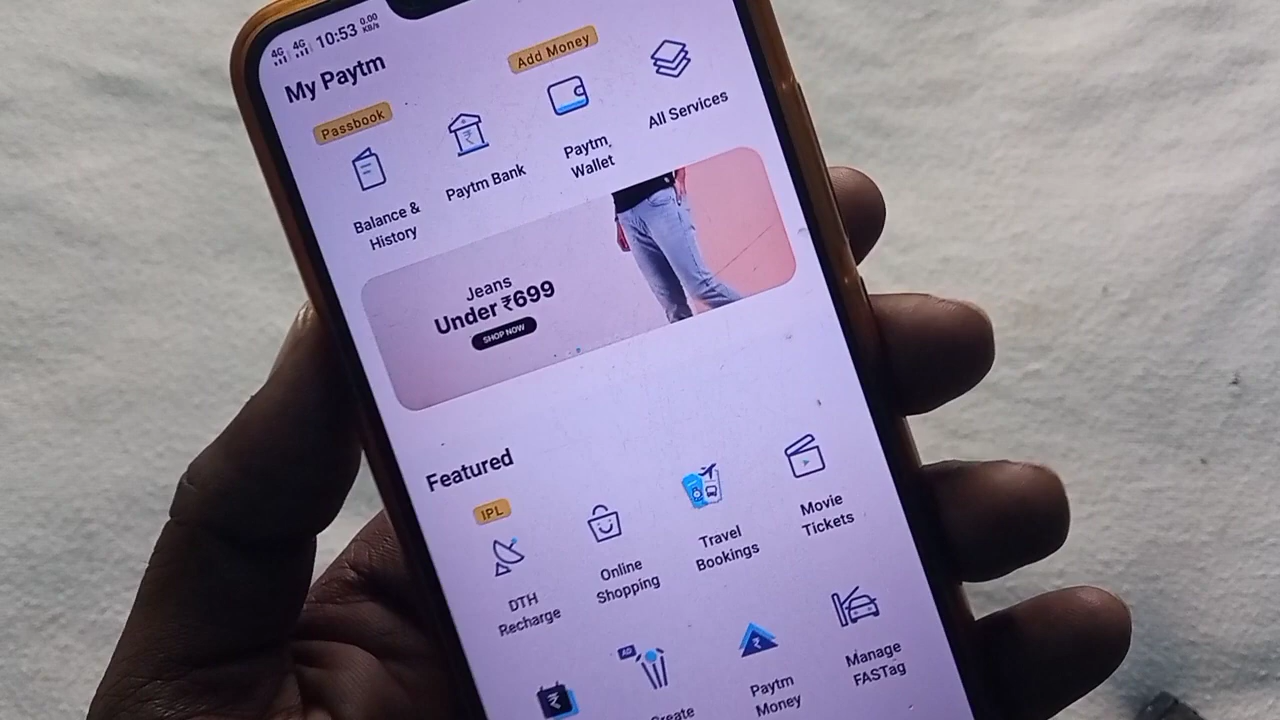 4G 4G 10:53 0.00 KB/s
My Paytm
Passbook
Add Money
Balance &
History
Paytm Bank
Paytm
Wallet
All Services
Jeans
Under ₹699
SHOP NOW
Featured
IPL
DTH
Recharge
Online
Shopping
Travel
Bookings
Movie
Tickets
₹
AD
Create
Paytm
Money
Manage
FASTag